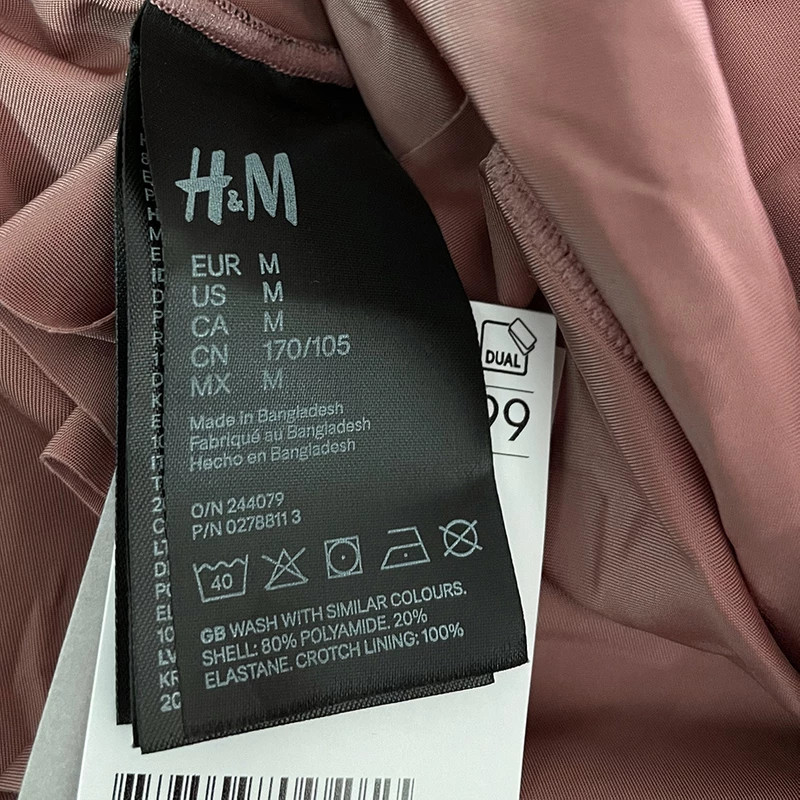 H&M
EUR M
US M
CA M
CN 170/105
MX M
Made in Bangladesh
Fabriqué au Bangladesh
Hecho en Bangladesh
O/N 244079
P/N 0278811 3
40
GB WASH WITH SIMILAR COLOURS.
SHELL: 80% POLYAMIDE. 20%
ELASTANE. CROTCH LINING: 100%
DUAL
99